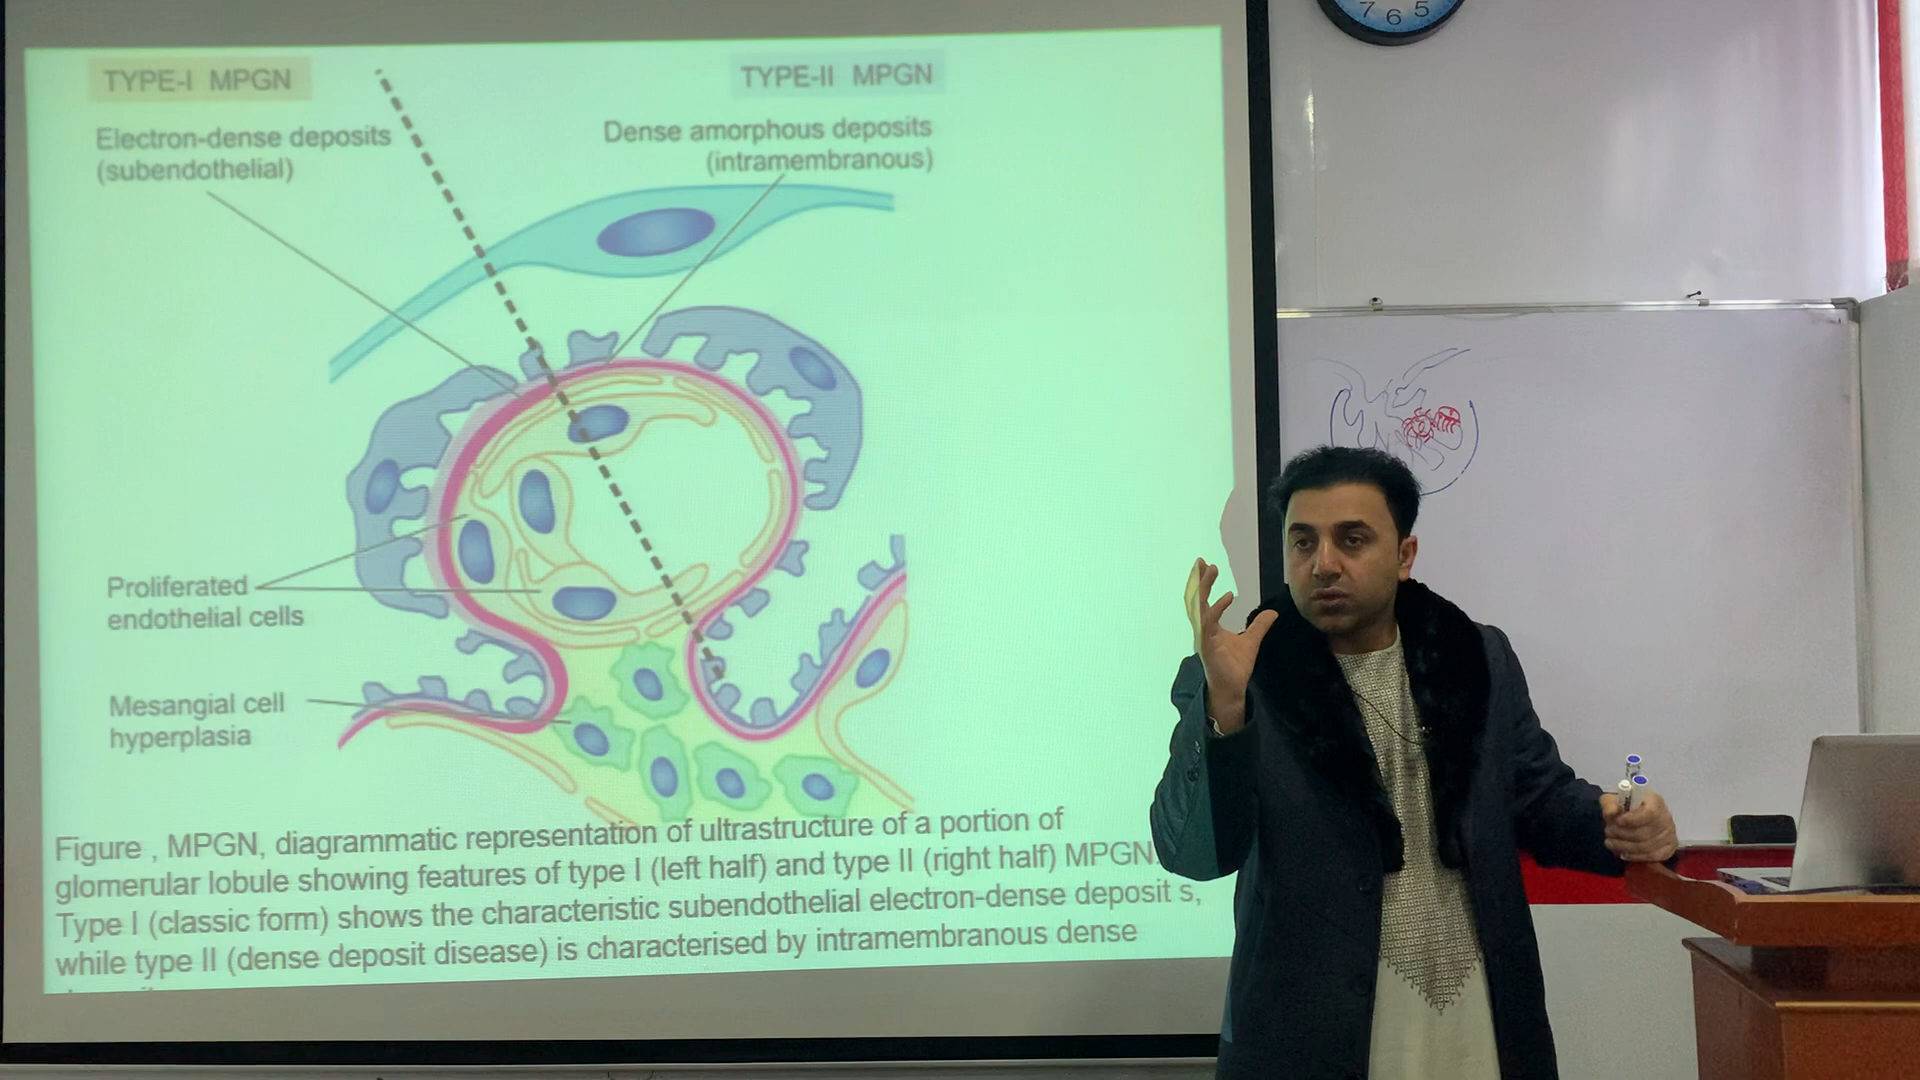 7 6 5
TYPE-I MPGN
TYPE-II MPGN
Electron-dense deposits
(subendothelial)
Dense amorphous deposits
(intramembranous)
Proliferated
endothelial cells
Mesangial cell
hyperplasia
Figure , MPGN, diagrammatic representation of ultrastructure of a portion of
glomerular lobule showing features of type I (left half) and type II (right half) MPGN.
Type I (classic form) shows the characteristic subendothelial electron-dense deposit s,
while type II (dense deposit disease) is characterised by intramembranous dense